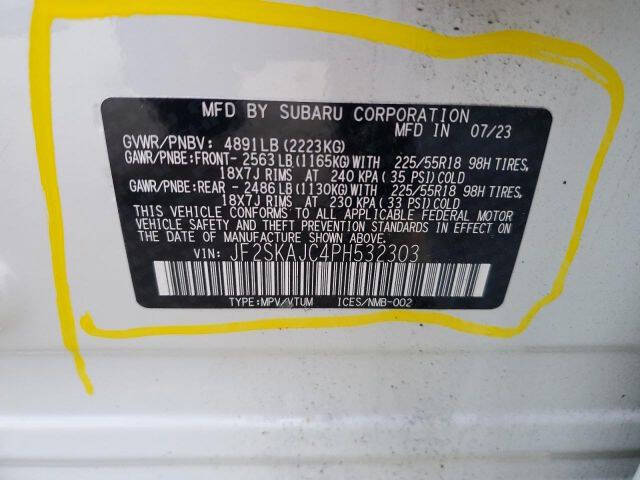 MFD BY SUBARU CORPORATION
MFD IN 07/23
GVWR/PNBV: 4891LB(2223KG)
GAWR/PNBE:FRONT- 2563LB(1165KG)WITH 225/55R18 98H TIRES,
18X7J RIMS AT 240 KPA(35 PSI)COLD
GAWR/PNBE:REAR - 2486LB(1130KG)WITH 225/55R18 98H TIRES,
18X7J RIMS AT 230 KPA(33 PSI)COLD
THIS VEHICLE CONFORMS TO ALL APPLICABLE FEDERAL MOTOR
VEHICLE SAFETY AND THEFT PREVENTION STANDARDS IN EFFECT ON
THE DATE OF MANUFACTURE SHOWN ABOVE.
VIN: JF2SKAJC4PH532303
TYPE:MPV/VTUM ICES/NMB-002